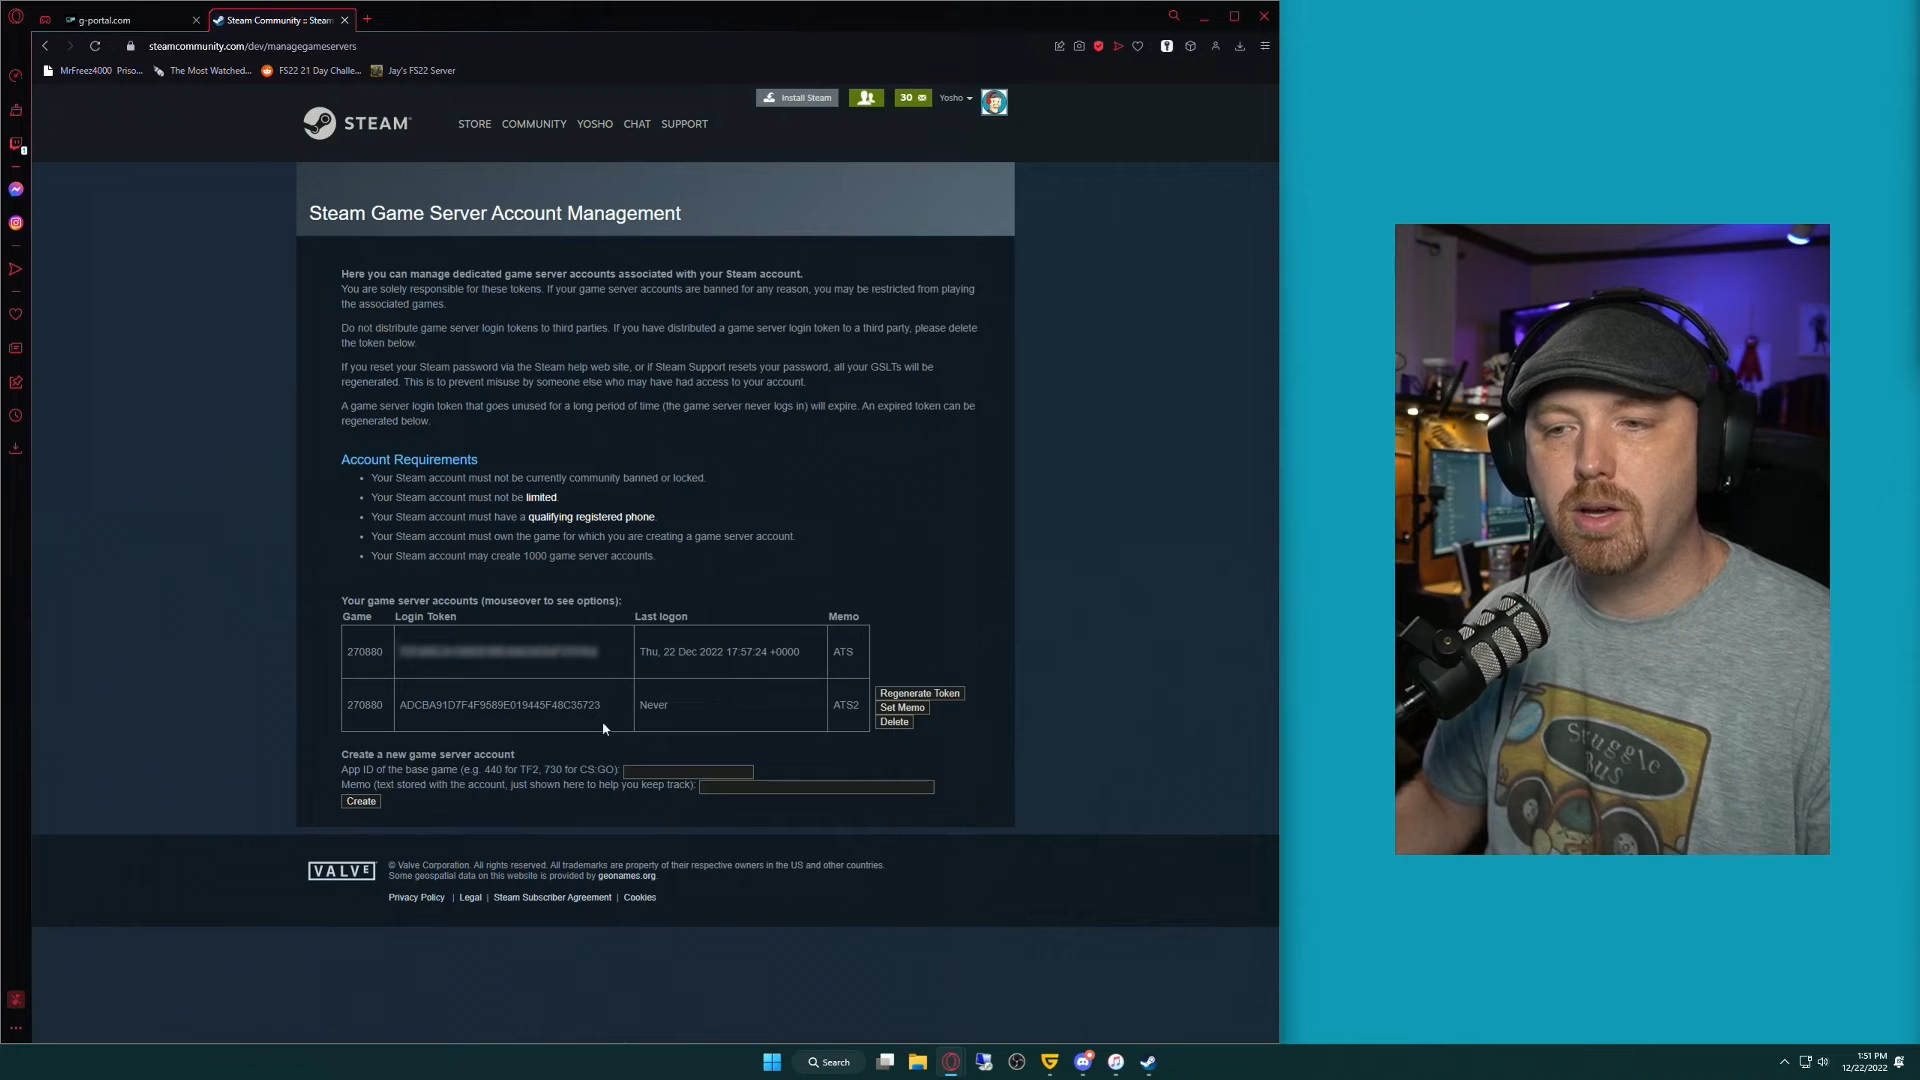 g-portal.com
Steam Community :: Steam
steamcommunity.com/dev/managegameservers
MrFreez4000 Priso...
The Most Watched...
FS22 21 Day Challe...
Jay's FS22 Server
Install Steam
30
Yosho
STEAM
STORE COMMUNITY YOSHO CHAT SUPPORT
Steam Game Server Account Management
Here you can manage dedicated game server accounts associated with your Steam account.
You are solely responsible for these tokens. If your game server accounts are banned for any reason, you may be restricted from playing
the associated games.
Do not distribute game server login tokens to third parties. If you have distributed a game server login token to a third party, please delete
the token below.
If you reset your Steam password via the Steam help web site, or if Steam Support resets your password, all your GSLTs will be
regenerated. This is to prevent misuse by someone else who may have had access to your account.
A game server login token that goes unused for a long period of time (the game server never logs in) will expire. An expired token can be
regenerated below.
Account Requirements
• Your Steam account must not be currently community banned or locked.
• Your Steam account must not be limited.
• Your Steam account must have a qualifying registered phone.
• Your Steam account must own the game for which you are creating a game server account.
• Your Steam account may create 1000 game server accounts.
Your game server accounts (mouseover to see options):
Game Login Token Last logon Memo
270880 Thu, 22 Dec 2022 17:57:24 +0000 ATS
270880 ADCBA91D7F4F9589E019445F48C35723 Never ATS2
Regenerate Token
Set Memo
Delete
Create a new game server account
App ID of the base game (e.g. 440 for TF2, 730 for CS:GO):
Memo (text stored with the account, just shown here to help you keep track):
Create
VALVE
© Valve Corporation. All rights reserved. All trademarks are property of their respective owners in the US and other countries.
Some geospatial data on this website is provided by geonames.org.
Privacy Policy | Legal | Steam Subscriber Agreement | Cookies
RODE
Struggle
Bus
Search
1:51 PM
12/22/2022